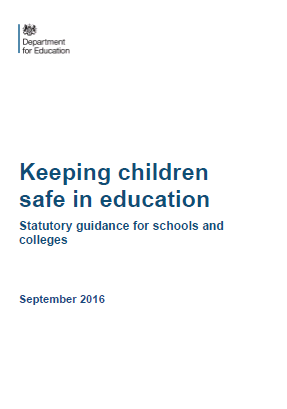 Department
for Education
Keeping children
safe in education
Statutory guidance for schools and
colleges
September 2016